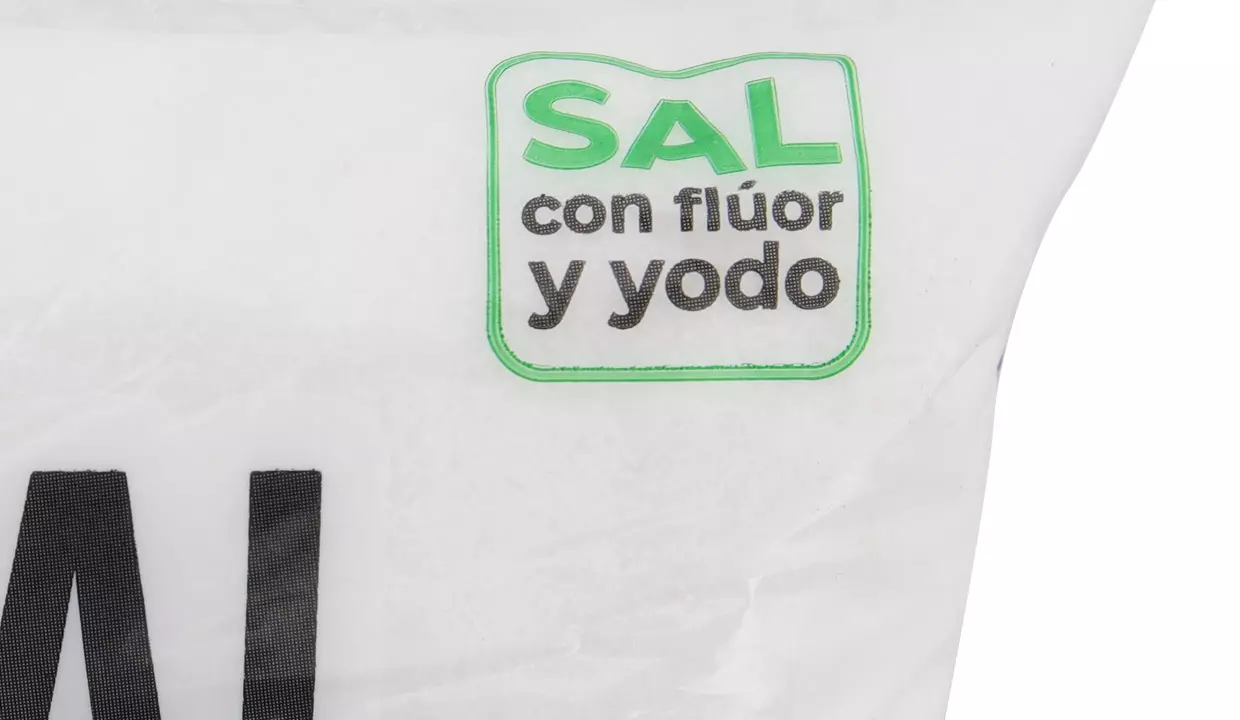 SAL
con flúor
y yodo